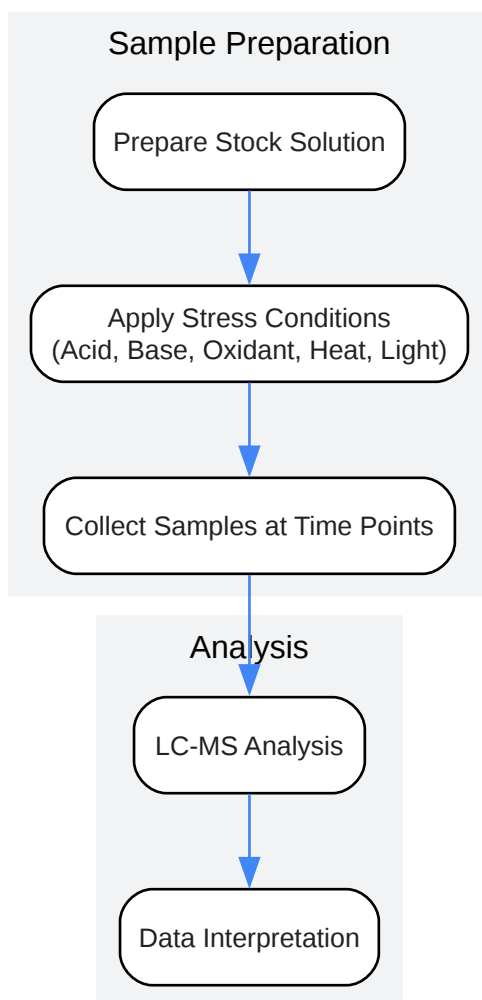 Sample Preparation
Prepare Stock Solution
Apply Stress Conditions
(Acid, Base, Oxidant, Heat, Light)
Collect Samples at Time Points
Analysis
LC-MS Analysis
Data Interpretation